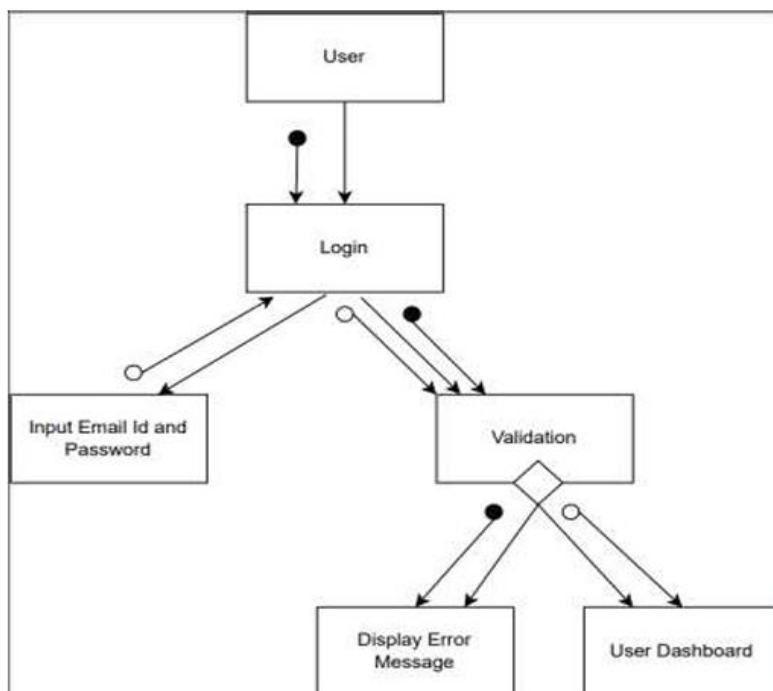 User
Login
Input Email Id and
Password
Validation
Display Error
Message
User Dashboard